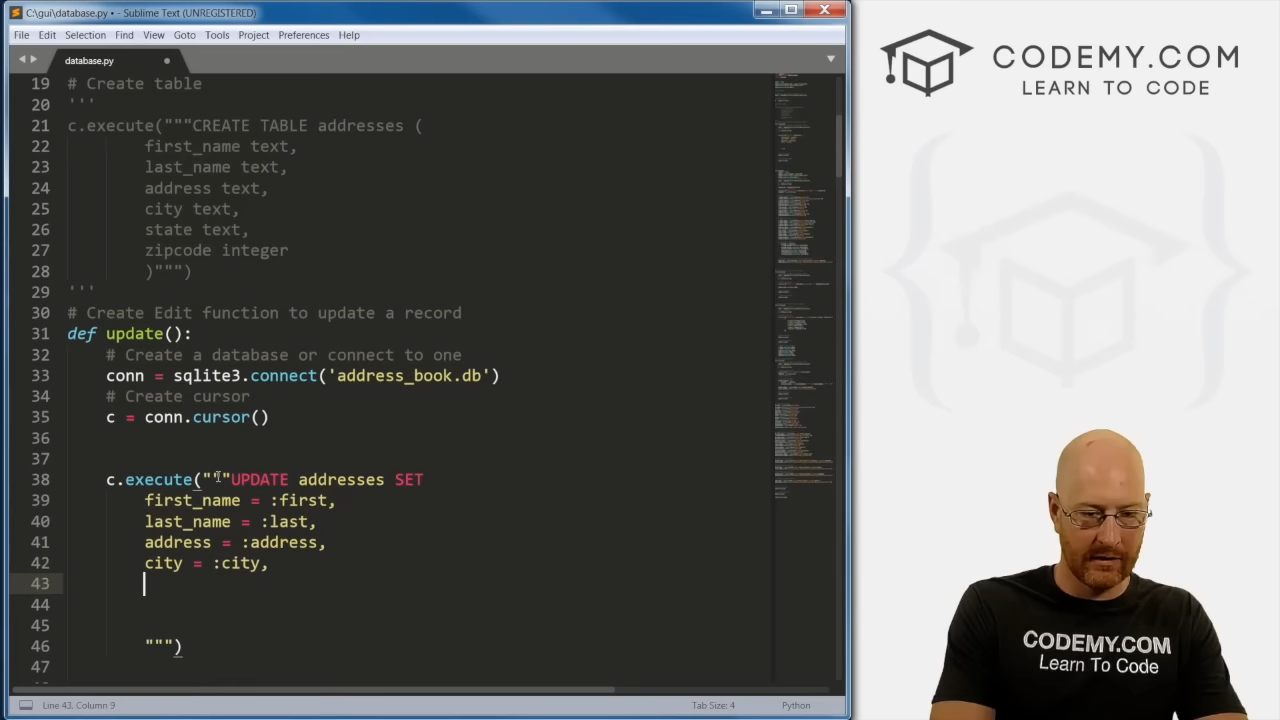 C:\gui\database.py • - Sublime Text (UNREGISTERED)
File Edit Selection Find View Goto Tools Project Preferences Help
database.py
19 # Create table
20 '''
21 execute("""CREATE TABLE addresses (
22 first_name text,
23 last_name text,
24 address text,
25 city text,
26 state text,
27 zipcode integer
28 )""")
29
30 #Create Edit function to update a record
31 def update():
32 # Create a database or connect to one
33 conn = sqlite3.connect('address_book.db')
34 # Create cursor
35 = conn.cursor()
36
37
38 execute("""UPDATE addresses SET
39 first_name = :first,
40 last_name = :last,
41 address = :address,
42 city = :city,
43
44
46 """)
47
Line 43, Column 9 Tab Size: 4 Python
CODEMY.COM
LEARN TO CODE
CODEMY.COM
Learn To Code